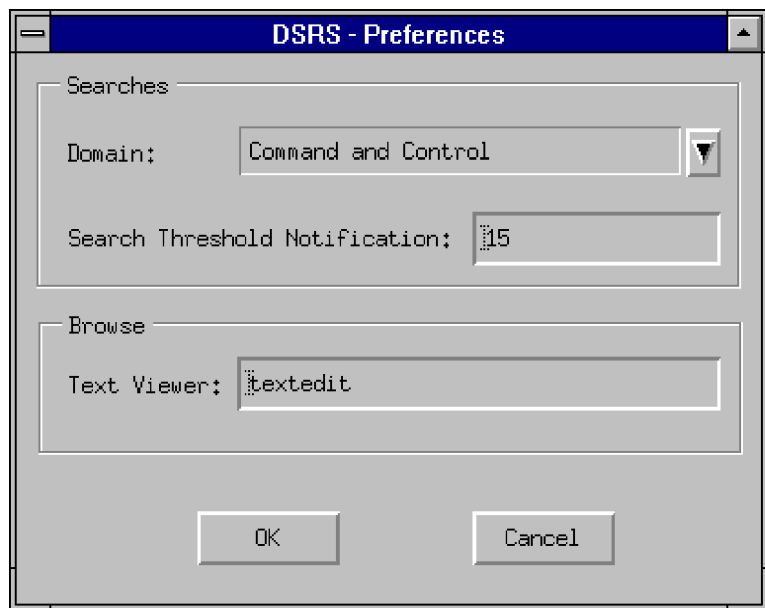 DSRS - Preferences
Searches
Domain: Command and Control
Search Threshold Notification: 15
Browse
Text Viewer: textedit
OK Cancel